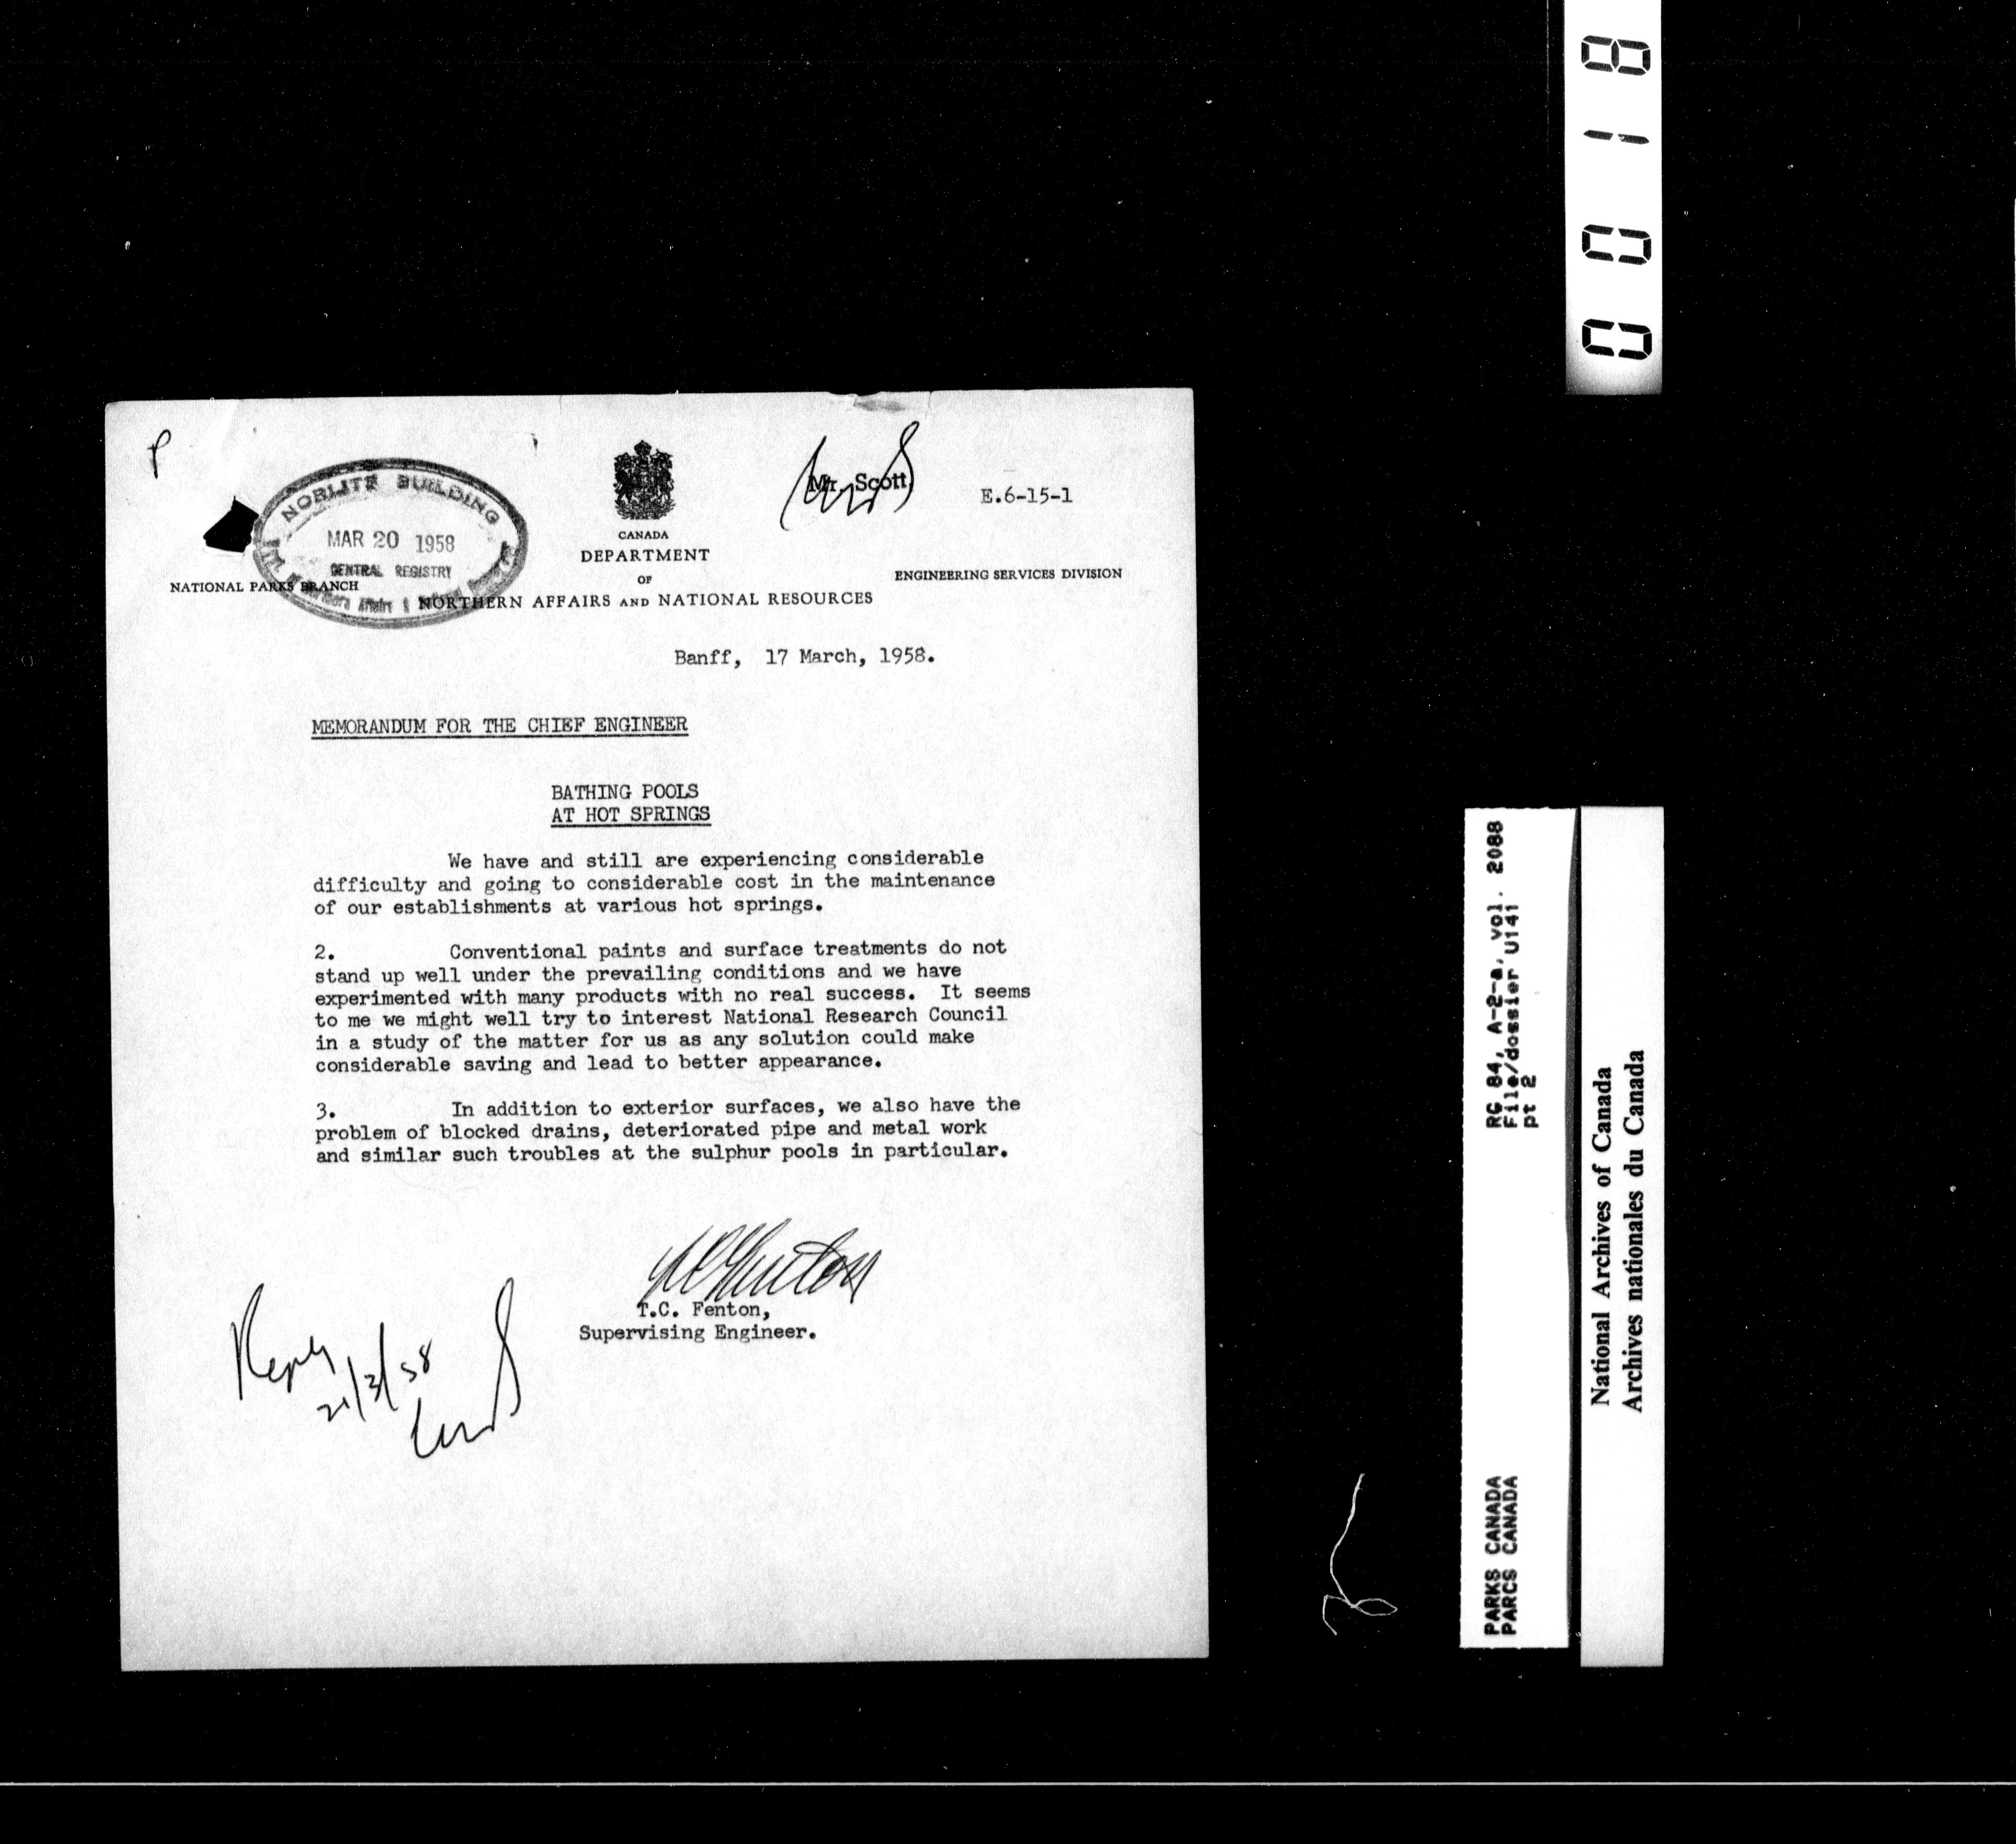 P
NORLITE BUILDING
MAR 20 1958
CENTRAL REGISTRY
Northern Affairs & National
CANADA
DEPARTMENT
OF
NORTHERN AFFAIRS AND NATIONAL RESOURCES
NATIONAL PARKS BRANCH
Mr. Scott
E.6-15-1
ENGINEERING SERVICES DIVISION
Banff, 17 March, 1958.
MEMORANDUM FOR THE CHIEF ENGINEER
BATHING POOLS
AT HOT SPRINGS
We have and still are experiencing considerable
difficulty and going to considerable cost in the maintenance
of our establishments at various hot springs.
2. Conventional paints and surface treatments do not
stand up well under the prevailing conditions and we have
experimented with many products with no real success. It seems
to me we might well try to interest National Research Council
in a study of the matter for us as any solution could make
considerable saving and lead to better appearance.
3. In addition to exterior surfaces, we also have the
problem of blocked drains, deteriorated pipe and metal work
and similar such troubles at the sulphur pools in particular.
T.C. Fenton,
Supervising Engineer.
Reply
21/3/58
0018
RG 84, A-2-a, vol. 2088
File/dossier U141
pt 2
PARKS CANADA
PARCS CANADA
National Archives of Canada
Archives nationales du Canada